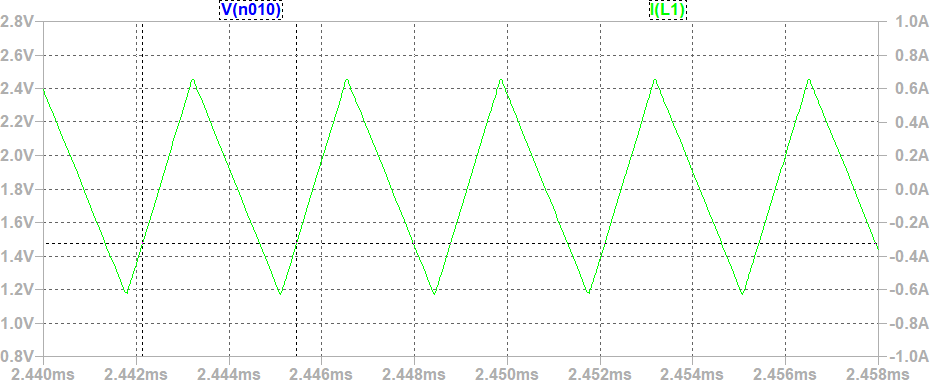 V(n010) I(L1)
2.8V 1.0A
2.6V 0.8A
2.4V 0.6A
2.2V 0.4A
2.0V 0.2A
1.8V 0.0A
1.6V -0.2A
1.4V -0.4A
1.2V -0.6A
1.0V -0.8A
0.8V -1.0A
2.440ms 2.442ms 2.444ms 2.446ms 2.448ms 2.450ms 2.452ms 2.454ms 2.456ms 2.458ms